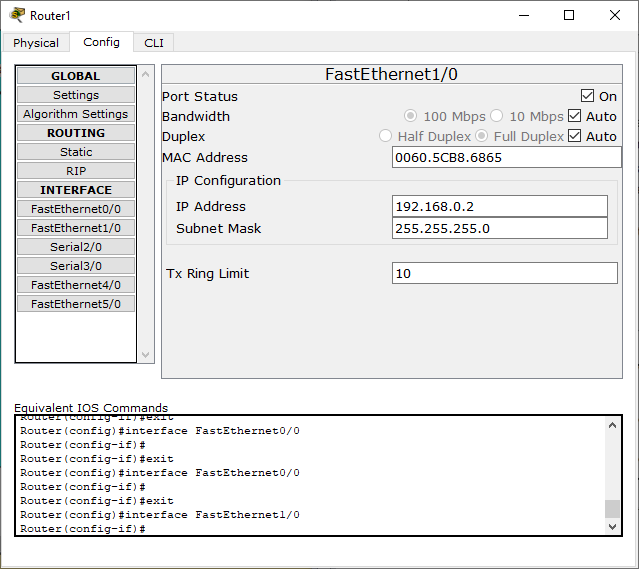 Router1
Physical Config CLI
GLOBAL
Settings
Algorithm Settings
ROUTING
Static
RIP
INTERFACE
FastEthernet0/0
FastEthernet1/0
Serial2/0
Serial3/0
FastEthernet4/0
FastEthernet5/0
FastEthernet1/0
Port Status On
Bandwidth 100 Mbps 10 Mbps Auto
Duplex Half Duplex Full Duplex Auto
MAC Address 0060.5CB8.6865
IP Configuration
IP Address 192.168.0.2
Subnet Mask 255.255.255.0
Tx Ring Limit 10
Equivalent IOS Commands
Router(config-if)#exit
Router(config)#interface FastEthernet0/0
Router(config-if)#
Router(config-if)#exit
Router(config)#interface FastEthernet0/0
Router(config-if)#
Router(config-if)#exit
Router(config)#interface FastEthernet1/0
Router(config-if)#